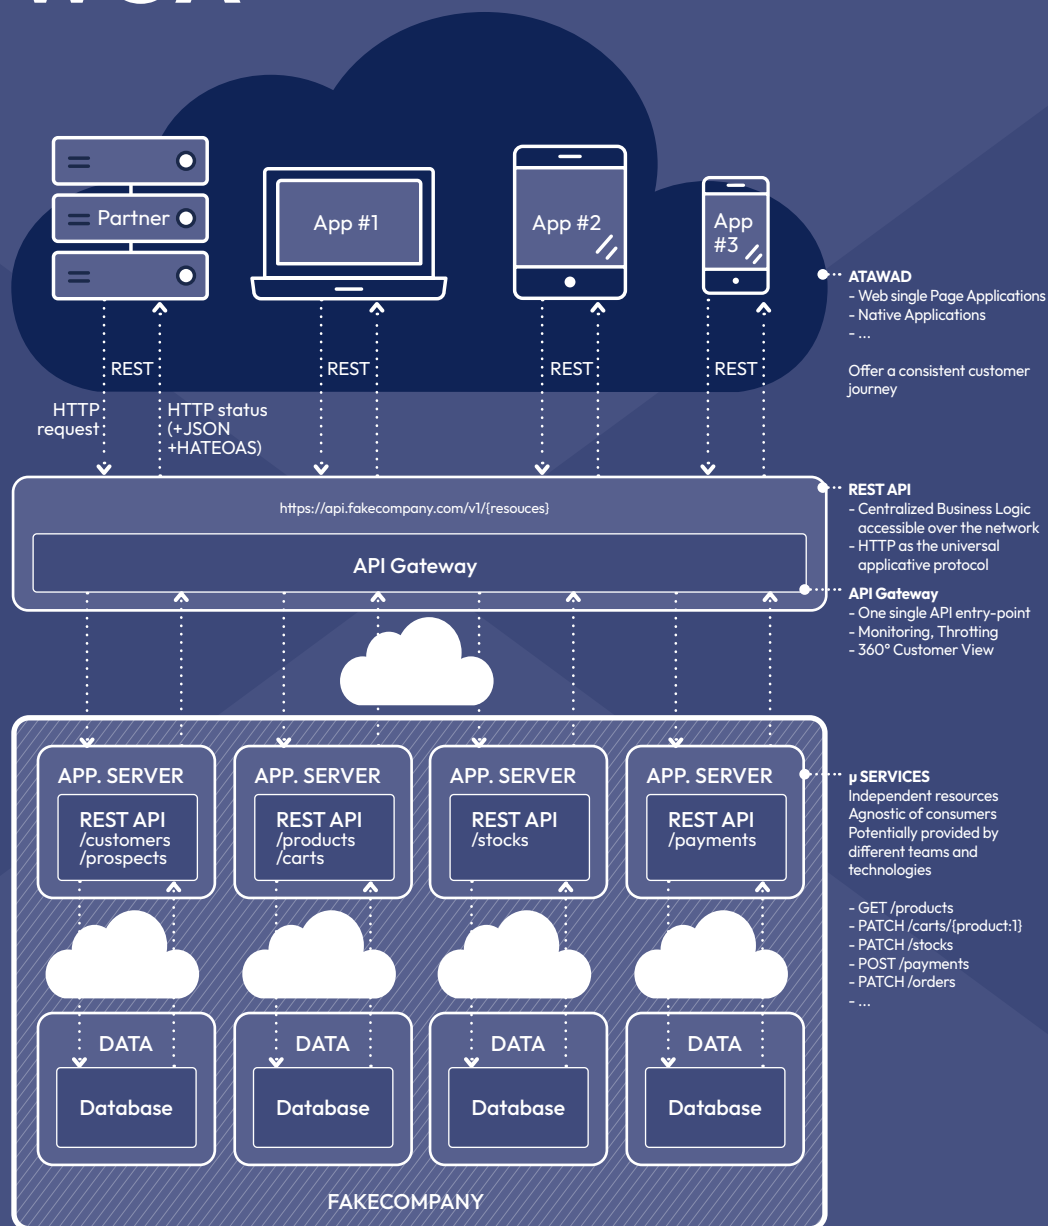 WOA
Partner
App #1
App #2
App
#3
REST
REST
REST
REST
HTTP
request
HTTP status
(+JSON
+HATEOAS)
ATAWAD
- Web single Page Applications
- Native Applications
- ...
Offer a consistent customer
journey
https://api.fakecompany.com/v1/{resouces}
API Gateway
REST API
- Centralized Business Logic
accessible over the network
- HTTP as the universal
applicative protocol
API Gateway
- One single API entry-point
- Monitoring, Throtting
- 360° Customer View
APP. SERVER
REST API
/customers
/prospects
APP. SERVER
REST API
/products
/carts
APP. SERVER
REST API
/stocks
APP. SERVER
REST API
/payments
µ SERVICES
Independent resources
Agnostic of consumers
Potentially provided by
different teams and
technologies
- GET /products
- PATCH /carts/{product:1}
- PATCH /stocks
- POST /payments
- PATCH /orders
- ...
DATA
Database
DATA
Database
DATA
Database
DATA
Database
FAKECOMPANY